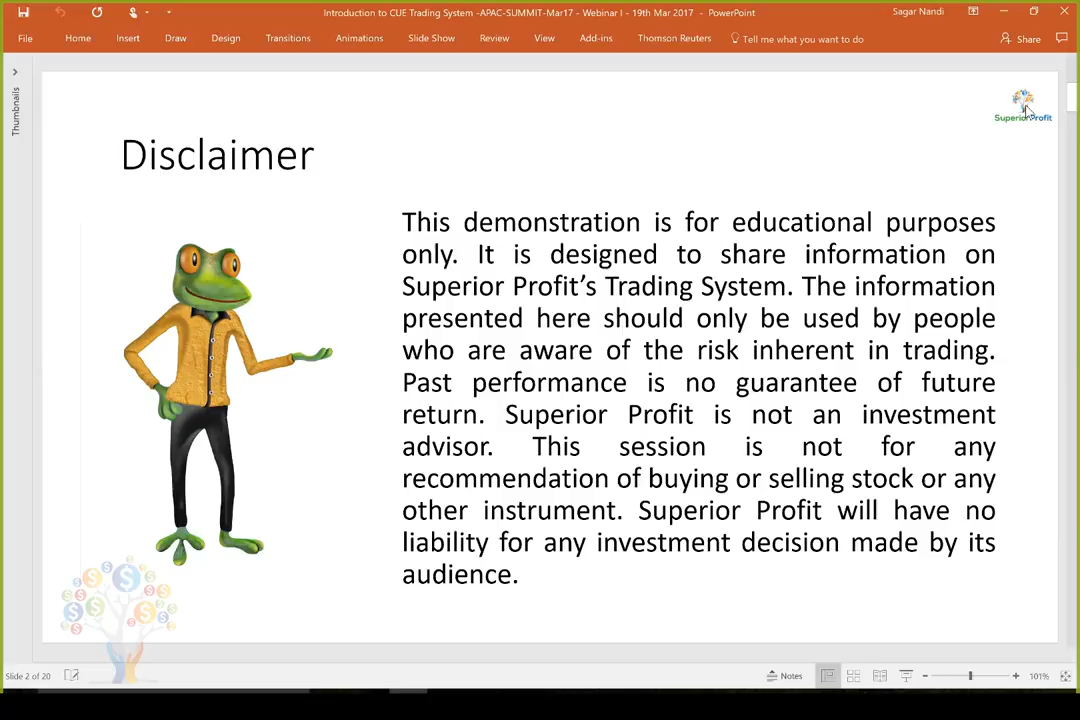 Introduction to CUE Trading System -APAC-SUMMIT-Mar17 - Webinar I - 19th Mar 2017 - PowerPoint
Sagar Nandi
File Home Insert Draw Design Transitions Animations Slide Show Review View Add-ins Thomson Reuters Tell me what you want to do Share
Thumbnails
SuperiorProfit
Disclaimer
This demonstration is for educational purposes
only. It is designed to share information on
Superior Profit’s Trading System. The information
presented here should only be used by people
who are aware of the risk inherent in trading.
Past performance is no guarantee of future
return. Superior Profit is not an investment
advisor. This session is not for any
recommendation of buying or selling stock or any
other instrument. Superior Profit will have no
liability for any investment decision made by its
audience.
Slide 2 of 20
Notes
101%